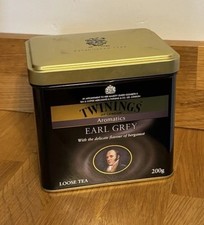 TWININGS
Aromatics
EARL GREY
With the delicate flavour of bergamot
LOOSE TEA
200g